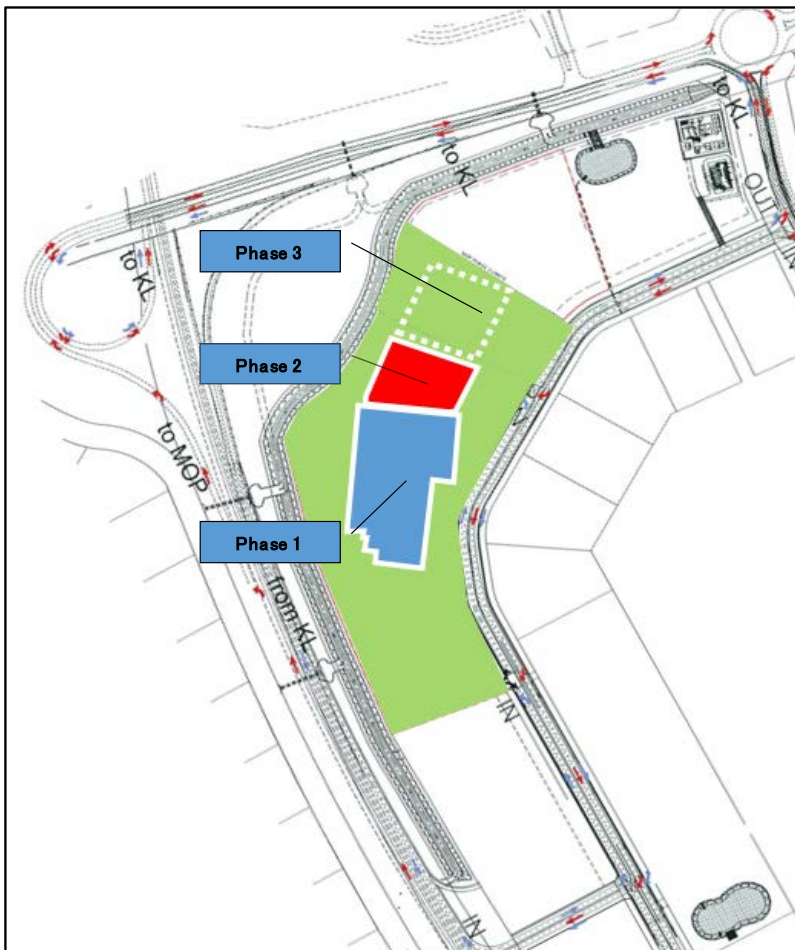 to KL
to KL
OUT
IN
Phase 3
to KL
Phase 2
to MOP
Phase 1
from KL
IN
IN